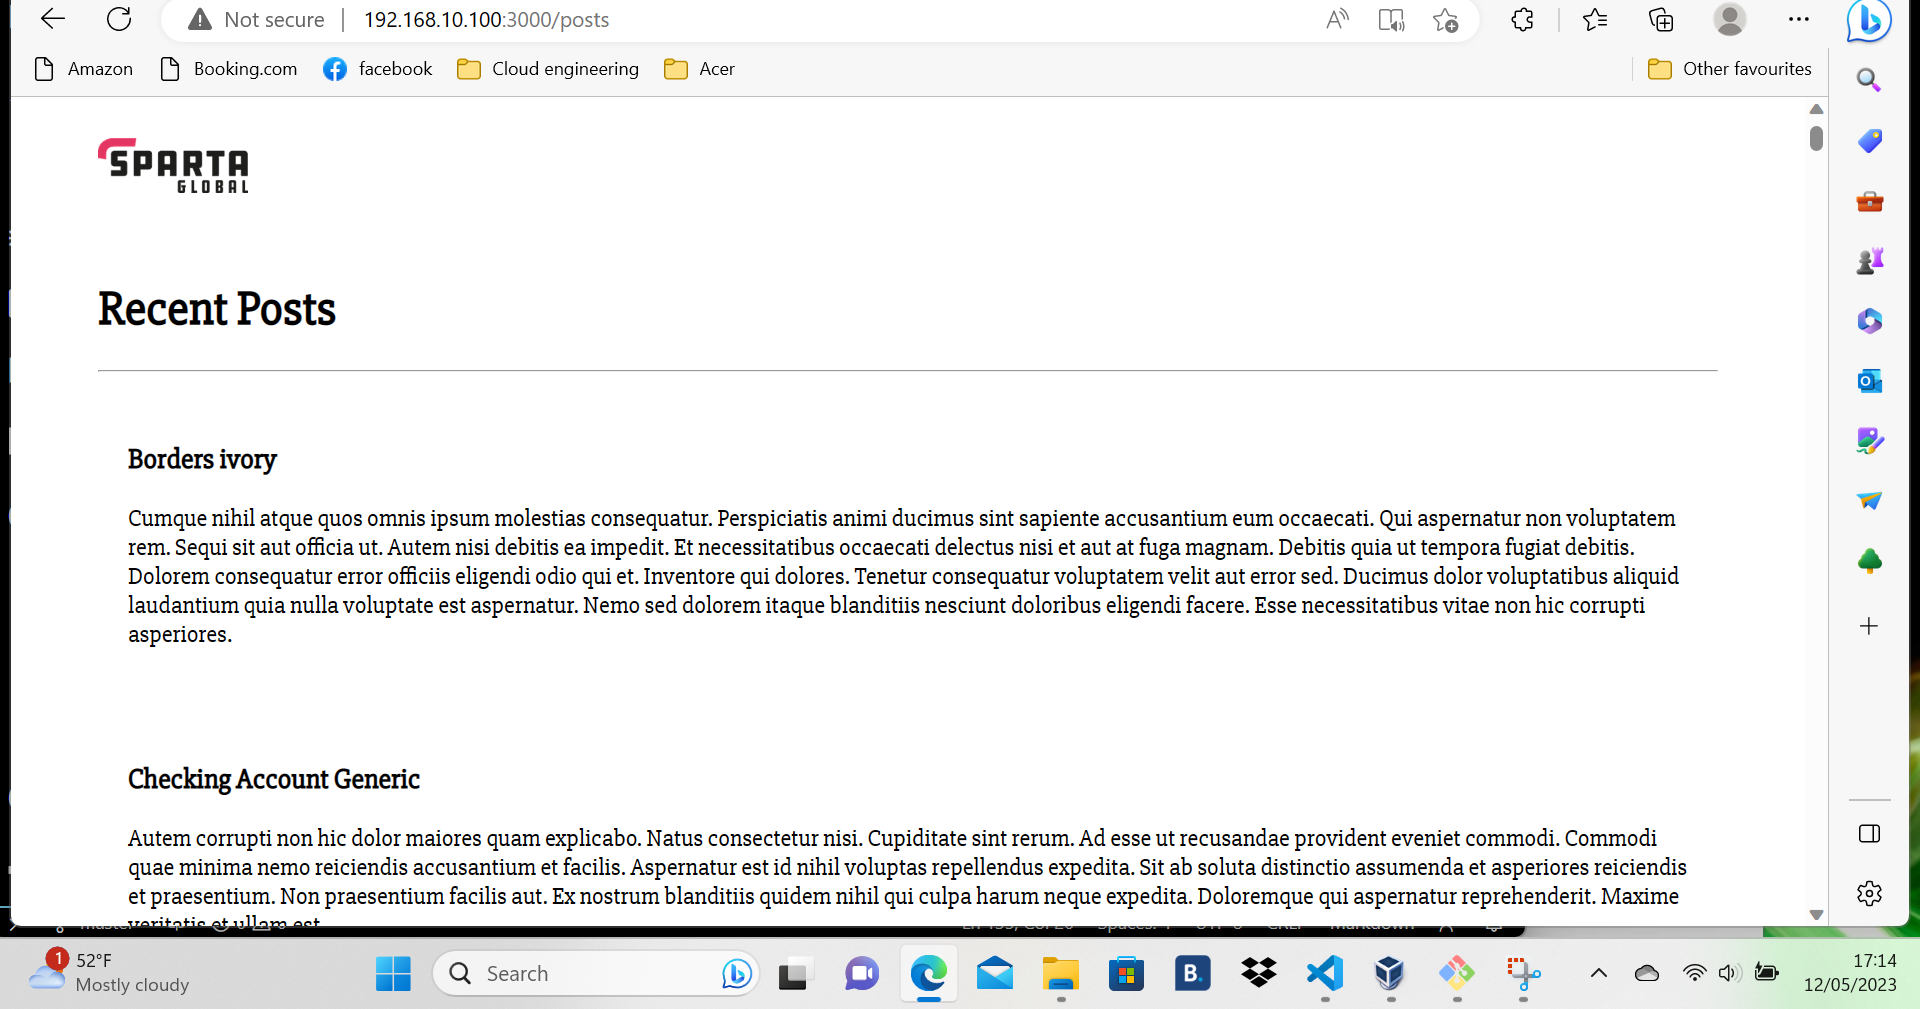 Not secure
192.168.10.100:3000/posts
Amazon
Booking.com
facebook
Cloud engineering
Acer
Other favourites
SPARTA
GLOBAL
Recent Posts
Borders ivory
Cumque nihil atque quos omnis ipsum molestias consequatur. Perspiciatis animi ducimus sint sapiente accusantium eum occaecati. Qui aspernatur non voluptatem
rem. Sequi sit aut officia ut. Autem nisi debitis ea impedit. Et necessitatibus occaecati delectus nisi et aut at fuga magnam. Debitis quia ut tempora fugiat debitis.
Dolorem consequatur error officiis eligendi odio qui et. Inventore qui dolores. Tenetur consequatur voluptatem velit aut error sed. Ducimus dolor voluptatibus aliquid
laudantium quia nulla voluptate est aspernatur. Nemo sed dolorem itaque blanditiis nesciunt doloribus eligendi facere. Esse necessitatibus vitae non hic corrupti
asperiores.
Checking Account Generic
Autem corrupti non hic dolor maiores quam explicabo. Natus consectetur nisi. Cupiditate sint rerum. Ad esse ut recusandae provident eveniet commodi. Commodi
quae minima nemo reiciendis accusantium et facilis. Aspernatur est id nihil voluptas repellendus expedita. Sit ab soluta distinctio assumenda et asperiores reiciendis
et praesentium. Non praesentium facilis aut. Ex nostrum blanditiis quidem nihil qui culpa harum neque expedita. Doloremque qui aspernatur reprehenderit. Maxime
veritatis et ullam est.
1
52°F
Mostly cloudy
Search
B.
17:14
12/05/2023